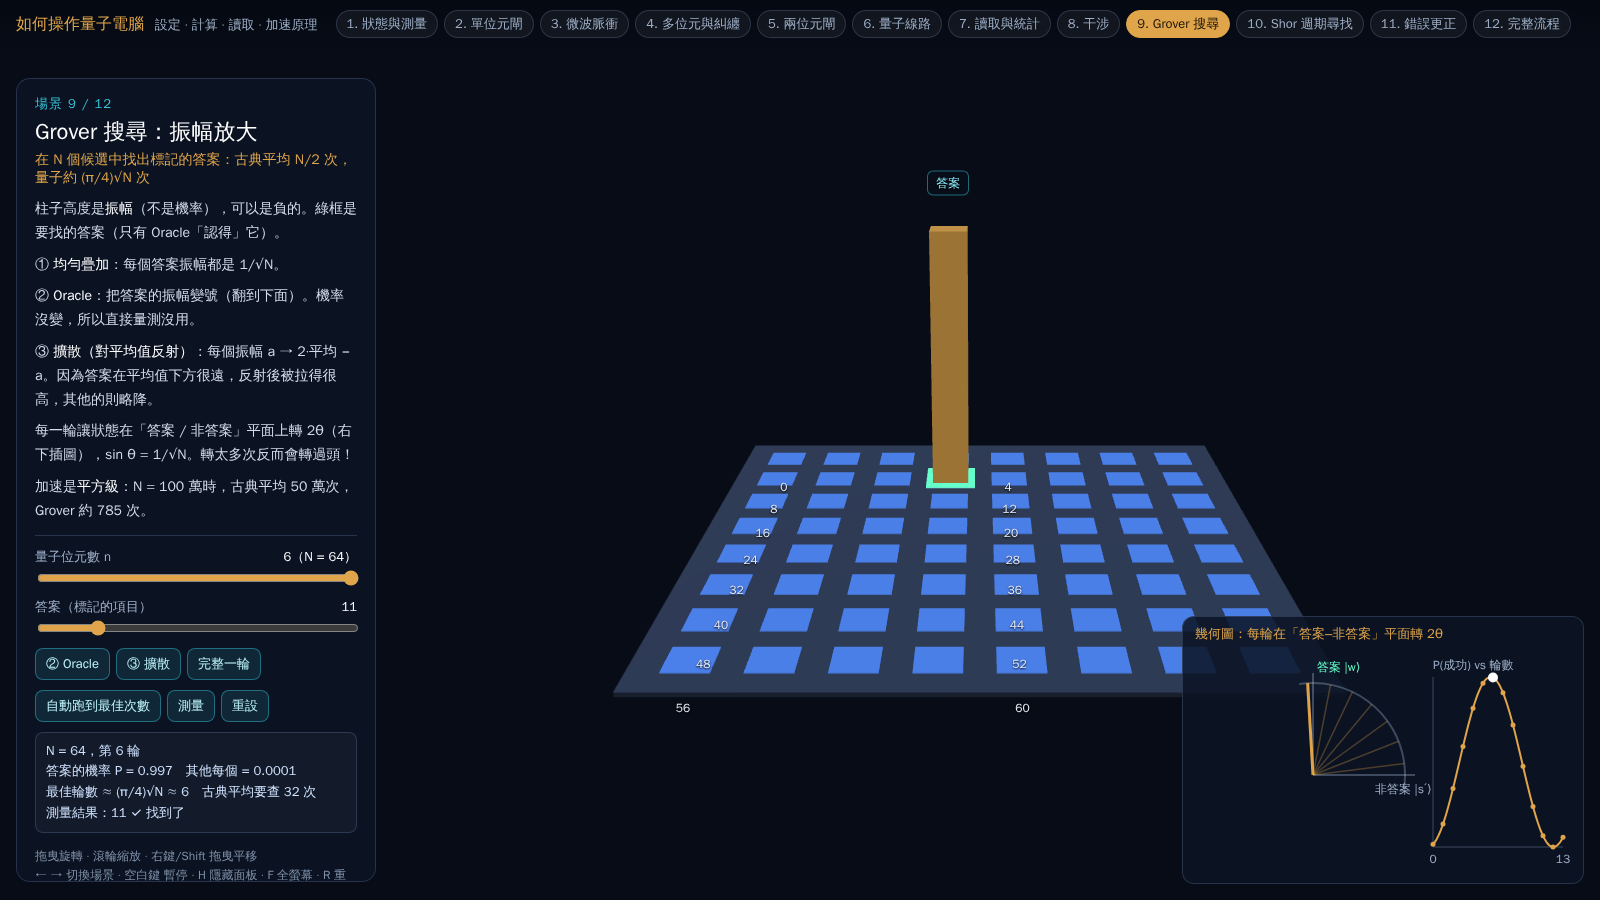 如何操作量子電腦 設定 · 計算 · 讀取 · 加速原理 1. 狀態與測量 2. 單位元閘 3. 微波脈衝 4. 多位元與糾纏 5. 兩位元閘 6. 量子線路 7. 讀取與統計 8. 干涉 9. Grover 搜尋 10. Shor 週期尋找 11. 錯誤更正 12. 完整流程
場景 9 / 12
Grover 搜尋：振幅放大
在 N 個候選中找出標記的答案：古典平均 N/2 次，
量子約 (π/4)√N 次
柱子高度是振幅（不是機率），可以是負的。綠框是
要找的答案（只有 Oracle「認得」它）。
① 均勻疊加：每個答案振幅都是 1/√N。
② Oracle：把答案的振幅變號（翻到下面）。機率
沒變，所以直接量測沒用。
③ 擴散（對平均值反射）：每個振幅 a → 2·平均 −
a。因為答案在平均值下方很遠，反射後被拉得很
高，其他的則略降。
每一輪讓狀態在「答案 / 非答案」平面上轉 2θ（右
下插圖），sin θ = 1/√N。轉太多次反而會轉過頭！
加速是平方級：N = 100 萬時，古典平均 50 萬次，
Grover 約 785 次。
量子位元數 n 6（N = 64）
答案（標記的項目） 11
② Oracle ③ 擴散 完整一輪
自動跑到最佳次數 測量 重設
N = 64，第 6 輪
答案的機率 P = 0.997 其他每個 = 0.0001
最佳輪數 ≈ (π/4)√N ≈ 6 古典平均要查 32 次
測量結果：11 ✓ 找到了
拖曳旋轉 · 滾輪縮放 · 右鍵/Shift 拖曳平移
← → 切換場景 · 空白鍵 暫停 · H 隱藏面板 · F 全螢幕 · R 重
答案
0 4
8 12
16 20
24 28
32 36
40 44
48 52
56 60
幾何圖：每輪在「答案–非答案」平面轉 2θ
答案 |w⟩
非答案 |s′⟩
P(成功) vs 輪數
0 13